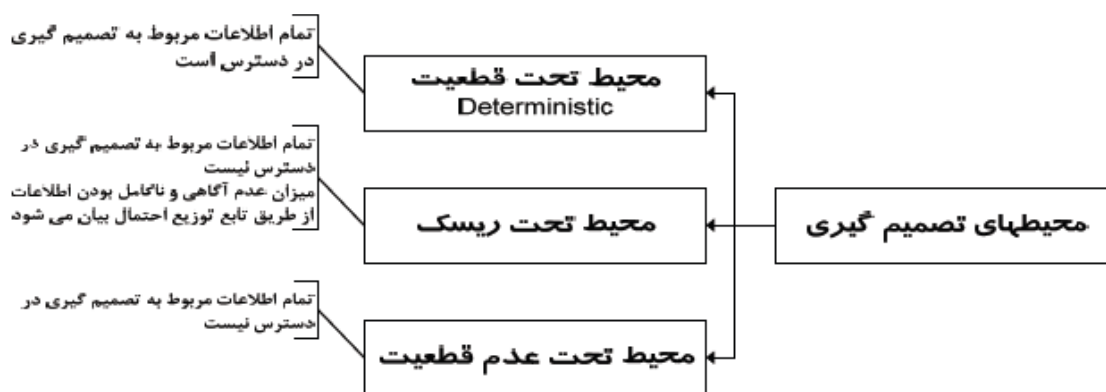 محیطهای تصمیم گیری
محیط تحت قطعیت
Deterministic
تمام اطلاعات مربوط به تصمیم گیری
در دسترس است
محیط تحت ریسک
تمام اطلاعات مربوط به تصمیم گیری در
دسترس نیست
میزان عدم آگاهی و ناکامل بودن اطلاعات
از طریق تابع توزیع احتمال بیان می شود
محیط تحت عدم قطعیت
تمام اطلاعات مربوط به تصمیم گیری در
دسترس نیست